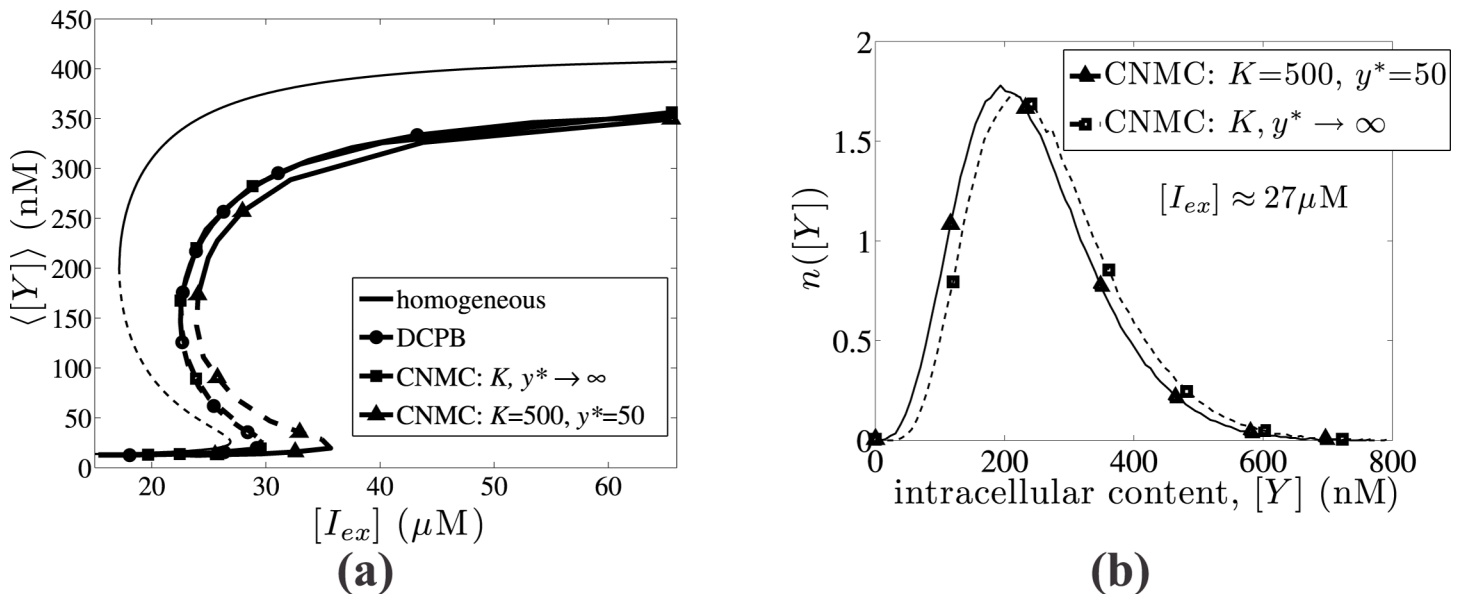 450
400
350
300
250
200
150
100
50
0
⟨[Y]⟩ (nM)
homogeneous
DCPB
CNMC: K, y* → ∞
CNMC: K=500, y*=50
20
30
40
50
60
[I_ex] (μM)
(a)
2
1.5
1
0.5
0
n([Y])
CNMC: K=500, y*=50
CNMC: K, y* → ∞
[I_ex] ≈ 27μM
0
200
400
600
800
intracellular content, [Y] (nM)
(b)